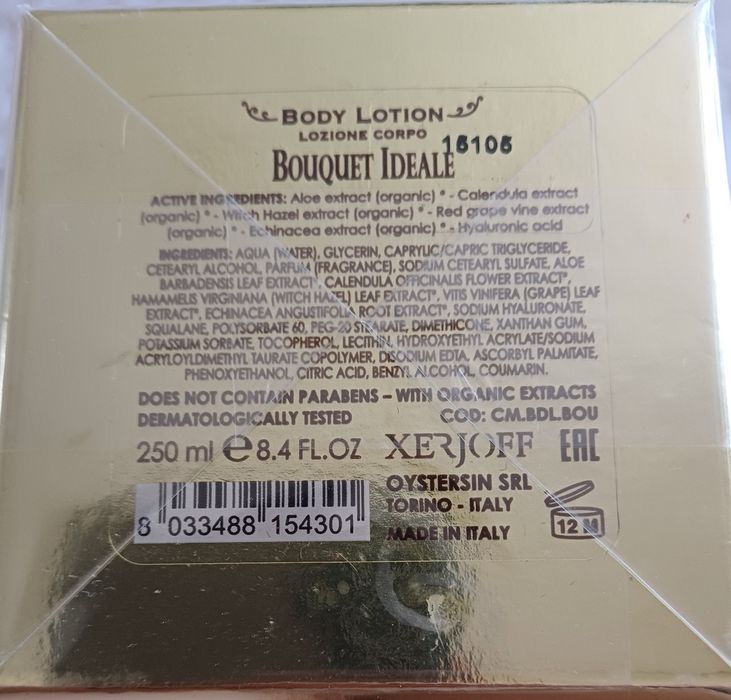 BODY LOTION
LOZIONE CORPO
15105
BOUQUET IDEALE
ACTIVE INGREDIENTS: Aloe extract (organic) * - Calendula extract
(organic) * - Witch Hazel extract (organic) * - Red grape vine extract
(organic) * - Echinacea extract (organic) * - Hyaluronic acid
INGREDIENTS: AQUA (WATER), GLYCERIN, CAPRYLIC/CAPRIC TRIGLYCERIDE,
CETEARYL ALCOHOL, PARFUM (FRAGRANCE), SODIUM CETEARYL SULFATE, ALOE
BARBADENSIS LEAF EXTRACT*, CALENDULA OFFICINALIS FLOWER EXTRACT*,
HAMAMELIS VIRGINIANA (WITCH HAZEL) LEAF EXTRACT*, VITIS VINIFERA (GRAPE) LEAF
EXTRACT*, ECHINACEA ANGUSTIFOLIA ROOT EXTRACT*, SODIUM HYALURONATE,
SQUALANE, POLYSORBATE 60, PEG-20 STEARATE, DIMETHICONE, XANTHAN GUM,
POTASSIUM SORBATE, TOCOPHEROL, LECITHIN, HYDROXYETHYL ACRYLATE/SODIUM
ACRYLOYLDIMETHYL TAURATE COPOLYMER, DISODIUM EDTA, ASCORBYL PALMITATE,
PHENOXYETHANOL, CITRIC ACID, BENZYL ALCOHOL, COUMARIN.
DOES NOT CONTAIN PARABENS – WITH ORGANIC EXTRACTS
DERMATOLOGICALLY TESTED COD: CM.BDL.BOU
250 ml e 8.4 FL.OZ XERJOFF EAC
OYSTERSIN SRL
TORINO - ITALY
MADE IN ITALY
12 M
8 033488 154301